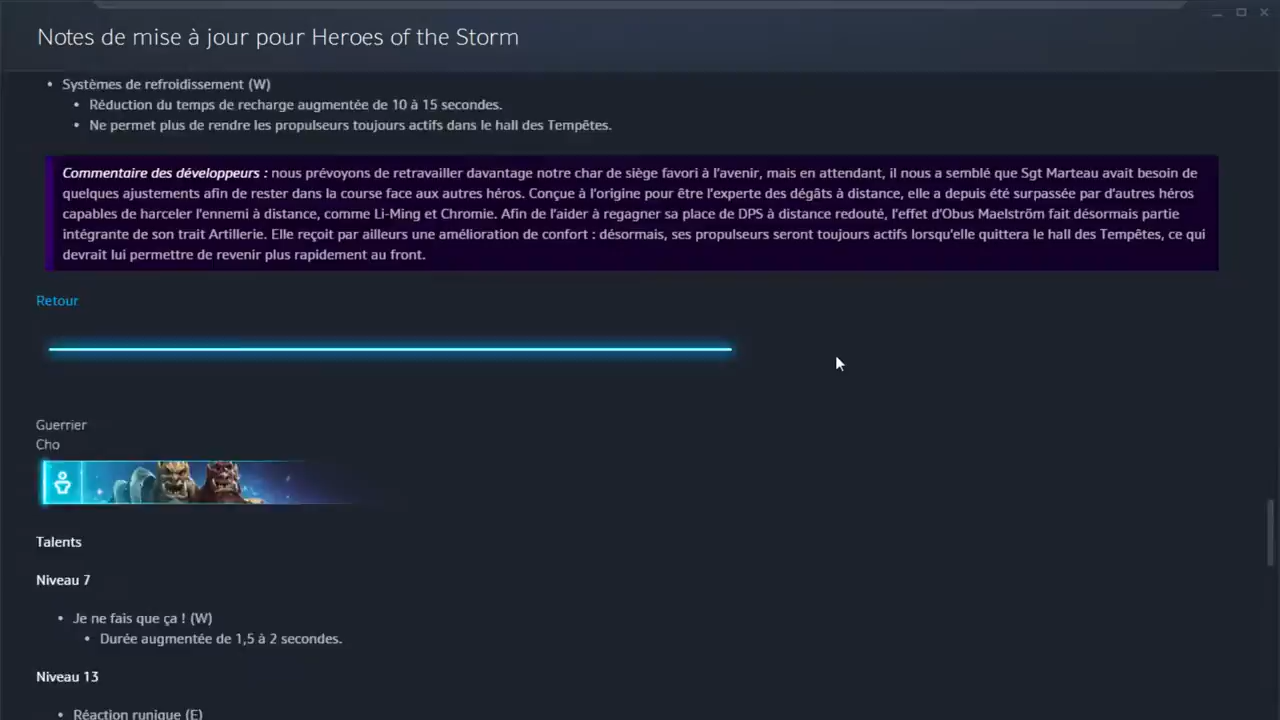 Notes de mise à jour pour Heroes of the Storm
• Systèmes de refroidissement (W)
• Réduction du temps de recharge augmentée de 10 à 15 secondes.
• Ne permet plus de rendre les propulseurs toujours actifs dans le hall des Tempêtes.
Commentaire des développeurs : nous prévoyons de retravailler davantage notre char de siège favori à l’avenir, mais en attendant, il nous a semblé que Sgt Marteau avait besoin de
quelques ajustements afin de rester dans la course face aux autres héros. Conçue à l’origine pour être l’experte des dégâts à distance, elle a depuis été surpassée par d’autres héros
capables de harceler l’ennemi à distance, comme Li-Ming et Chromie. Afin de l’aider à regagner sa place de DPS à distance redouté, l’effet d’Obus Maelström fait désormais partie
intégrante de son trait Artillerie. Elle reçoit par ailleurs une amélioration de confort : désormais, ses propulseurs seront toujours actifs lorsqu’elle quittera le hall des Tempêtes, ce qui
devrait lui permettre de revenir plus rapidement au front.
Retour
Guerrier
Cho
Talents
Niveau 7
• Je ne fais que ça ! (W)
• Durée augmentée de 1,5 à 2 secondes.
Niveau 13
• Réaction runique (E)